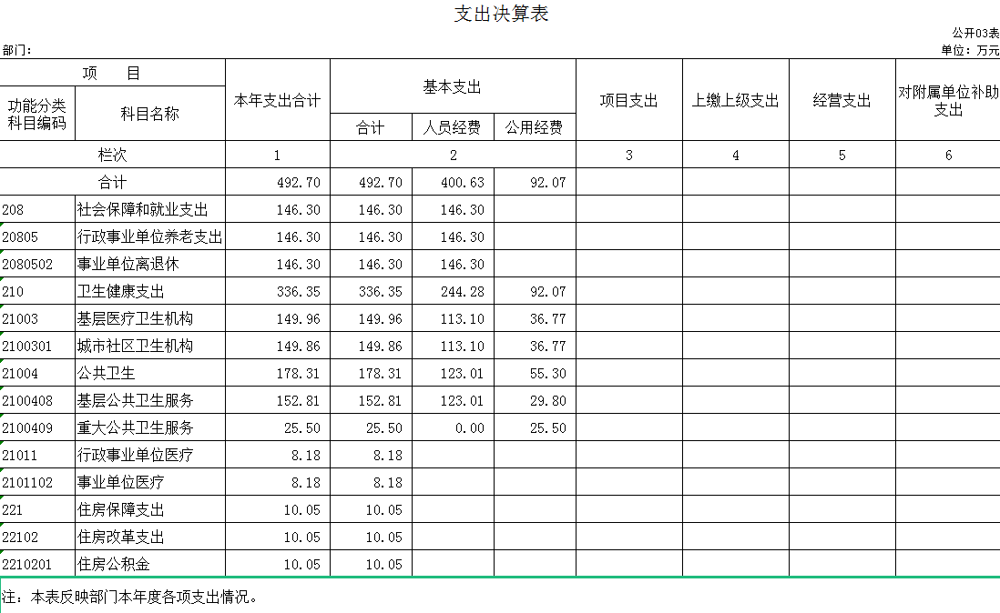 支出决算表
公开03表
部门： 单位：万元
项 目 本年支出合计 基本支出 项目支出 上缴上级支出 经营支出 对附属单位补助
支出
功能分类
科目编码 科目名称
合计 人员经费 公用经费
栏次 1 2 3 4 5 6
合计 492.70 492.70 400.63 92.07
208 社会保障和就业支出 146.30 146.30 146.30
20805 行政事业单位养老支出 146.30 146.30 146.30
2080502 事业单位离退休 146.30 146.30 146.30
210 卫生健康支出 336.35 336.35 244.28 92.07
21003 基层医疗卫生机构 149.96 149.96 113.10 36.77
2100301 城市社区卫生机构 149.86 149.86 113.10 36.77
21004 公共卫生 178.31 178.31 123.01 55.30
2100408 基层公共卫生服务 152.81 152.81 123.01 29.80
2100409 重大公共卫生服务 25.50 25.50 0.00 25.50
21011 行政事业单位医疗 8.18 8.18
2101102 事业单位医疗 8.18 8.18
221 住房保障支出 10.05 10.05
22102 住房改革支出 10.05 10.05
2210201 住房公积金 10.05 10.05
注：本表反映部门本年度各项支出情况。